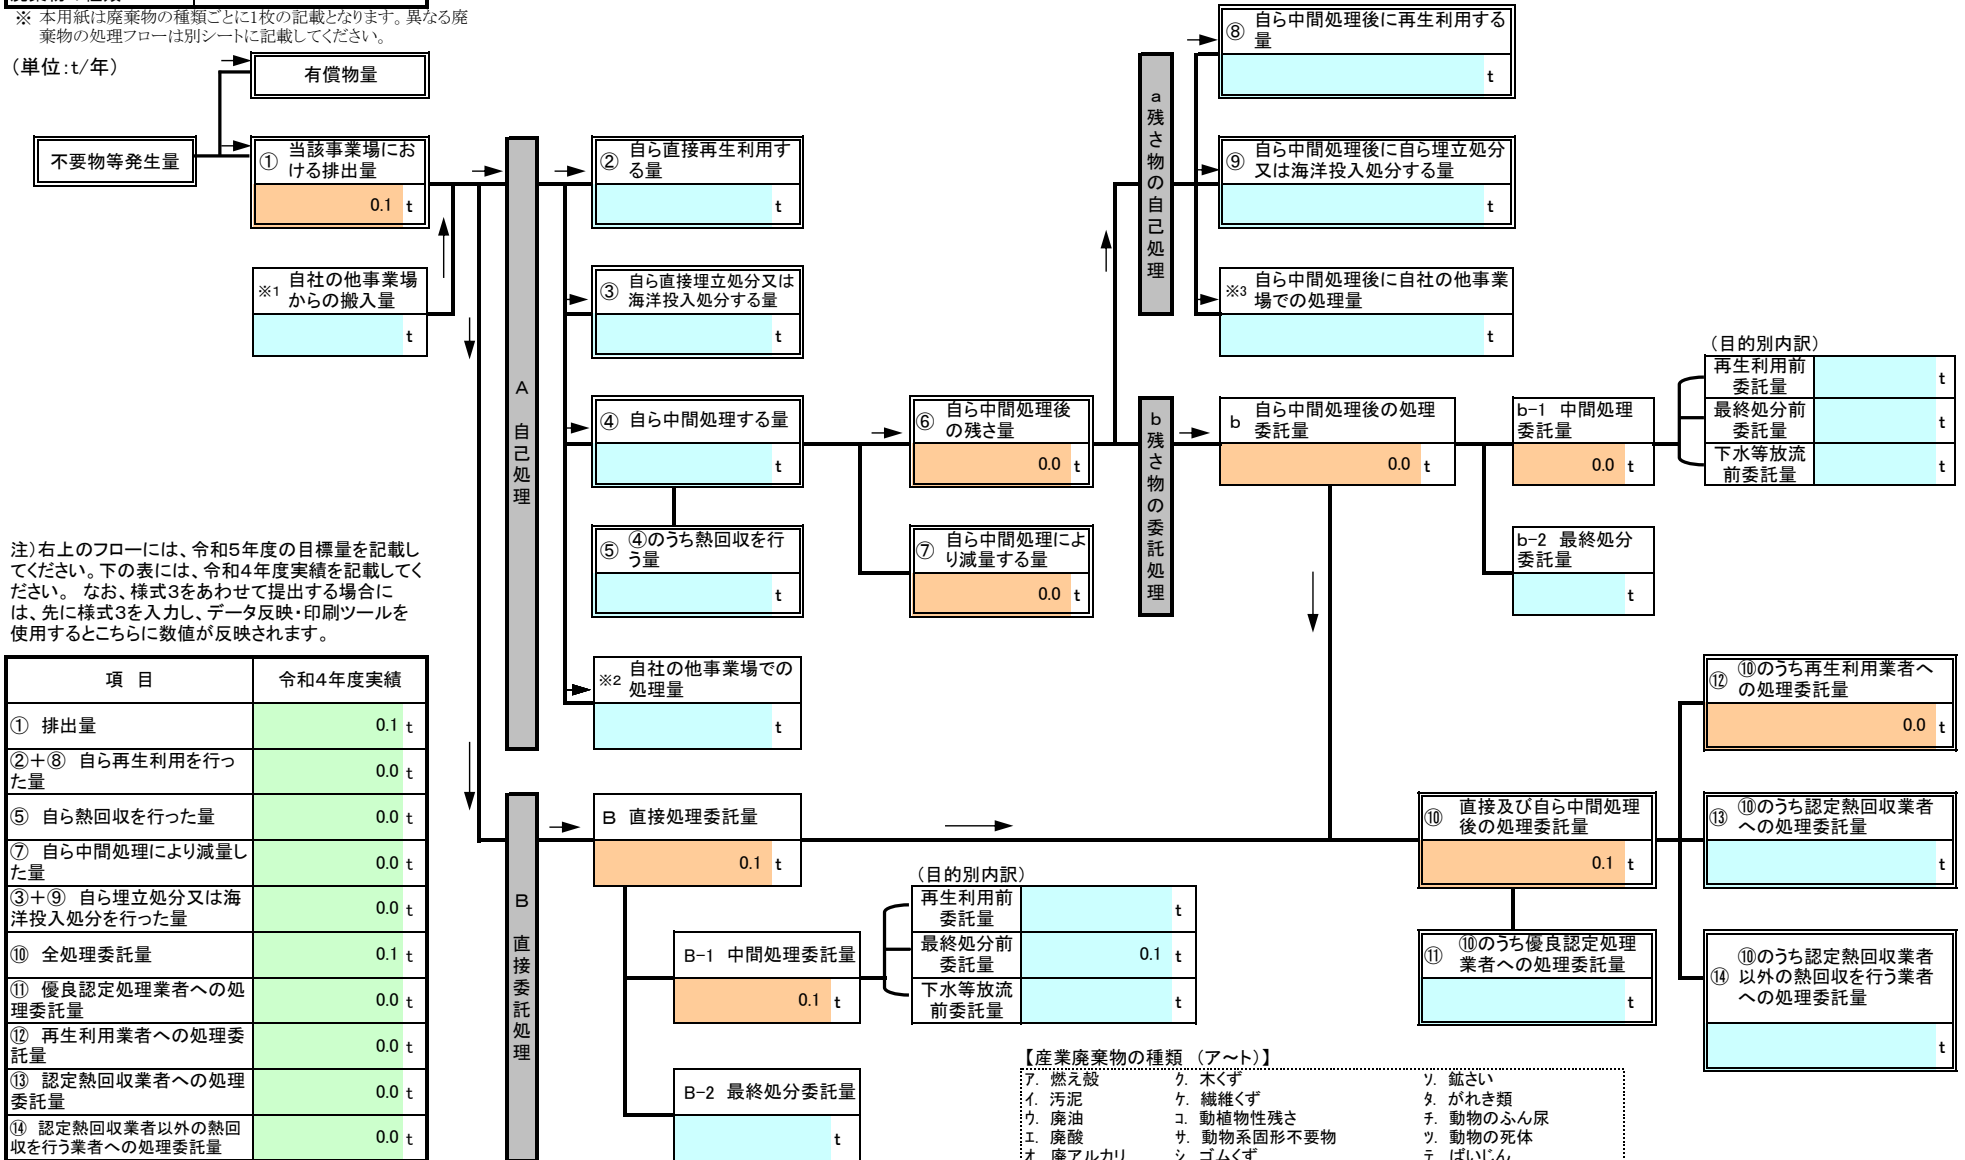 ※ 本用紙は廃棄物の種類ごとに1枚の記載となります。異なる廃
棄物の処理フローは別シートに記載してください。
（単位：t/年）
有償物量
不要物等発生量
① 当該事業場にお
ける排出量
0.1 t
※1 自社の他事業場
からの搬入量
t
A 自己処理
② 自ら直接再生利用す
る量
t
③ 自ら直接埋立処分又は
海洋投入処分する量
t
④ 自ら中間処理する量
t
⑤ ④のうち熱回収を行
う量
t
※2 自社の他事業場での
処理量
t
⑥ 自ら中間処理後
の残さ量
0.0 t
⑦ 自ら中間処理によ
り減量する量
0.0 t
a 残さ物の自己処理
⑧ 自ら中間処理後に再生利用する
量
t
⑨ 自ら中間処理後に自ら埋立処分
又は海洋投入処分する量
t
※3 自ら中間処理後に自社の他事業
場での処理量
t
b 残さ物の委託処理
b 自ら中間処理後の処理
委託量
0.0 t
b-1 中間処理
委託量
0.0 t
（目的別内訳）
再生利用前
委託量
t
最終処分前
委託量
t
下水等放流
前委託量
t
b-2 最終処分
委託量
t
注）右上のフローには、令和5年度の目標量を記載し
てください。下の表には、令和4年度実績を記載してく
ださい。 なお、様式3をあわせて提出する場合に
は、先に様式3を入力し、データ反映・印刷ツールを
使用するとこちらに数値が反映されます。
項 目 令和4年度実績
① 排出量 0.1 t
②＋⑧ 自ら再生利用を行っ
た量 0.0 t
⑤ 自ら熱回収を行った量 0.0 t
⑦ 自ら中間処理により減量し
た量 0.0 t
③＋⑨ 自ら埋立処分又は海
洋投入処分を行った量 0.0 t
⑩ 全処理委託量 0.1 t
⑪ 優良認定処理業者への処
理委託量 0.0 t
⑫ 再生利用業者への処理委
託量 0.0 t
⑬ 認定熱回収業者への処理
委託量 0.0 t
⑭ 認定熱回収業者以外の熱回
収を行う業者への処理委託量 0.0 t
B 直接委託処理
B 直接処理委託量
0.1 t
B-1 中間処理委託量
0.1 t
（目的別内訳）
再生利用前
委託量
t
最終処分前
委託量
0.1 t
下水等放流
前委託量
t
B-2 最終処分委託量
t
⑩ 直接及び自ら中間処理
後の処理委託量
0.1 t
⑪ ⑩のうち優良認定処理
業者への処理委託量
t
⑫ ⑩のうち再生利用業者へ
の処理委託量
0.0 t
⑬ ⑩のうち認定熱回収業者
への処理委託量
t
⑭ ⑩のうち認定熱回収業者
以外の熱回収を行う業者
への処理委託量
t
【産業廃棄物の種類 （ア～ト）】
ア. 燃え殻 ク. 木くず ソ. 鉱さい
イ. 汚泥 ケ. 繊維くず タ. がれき類
ウ. 廃油 コ. 動植物性残さ チ. 動物のふん尿
エ. 廃酸 サ. 動物系固形不要物 ツ. 動物の死体
オ. 廃アルカリ シ. ゴムくず テ. ばいじん